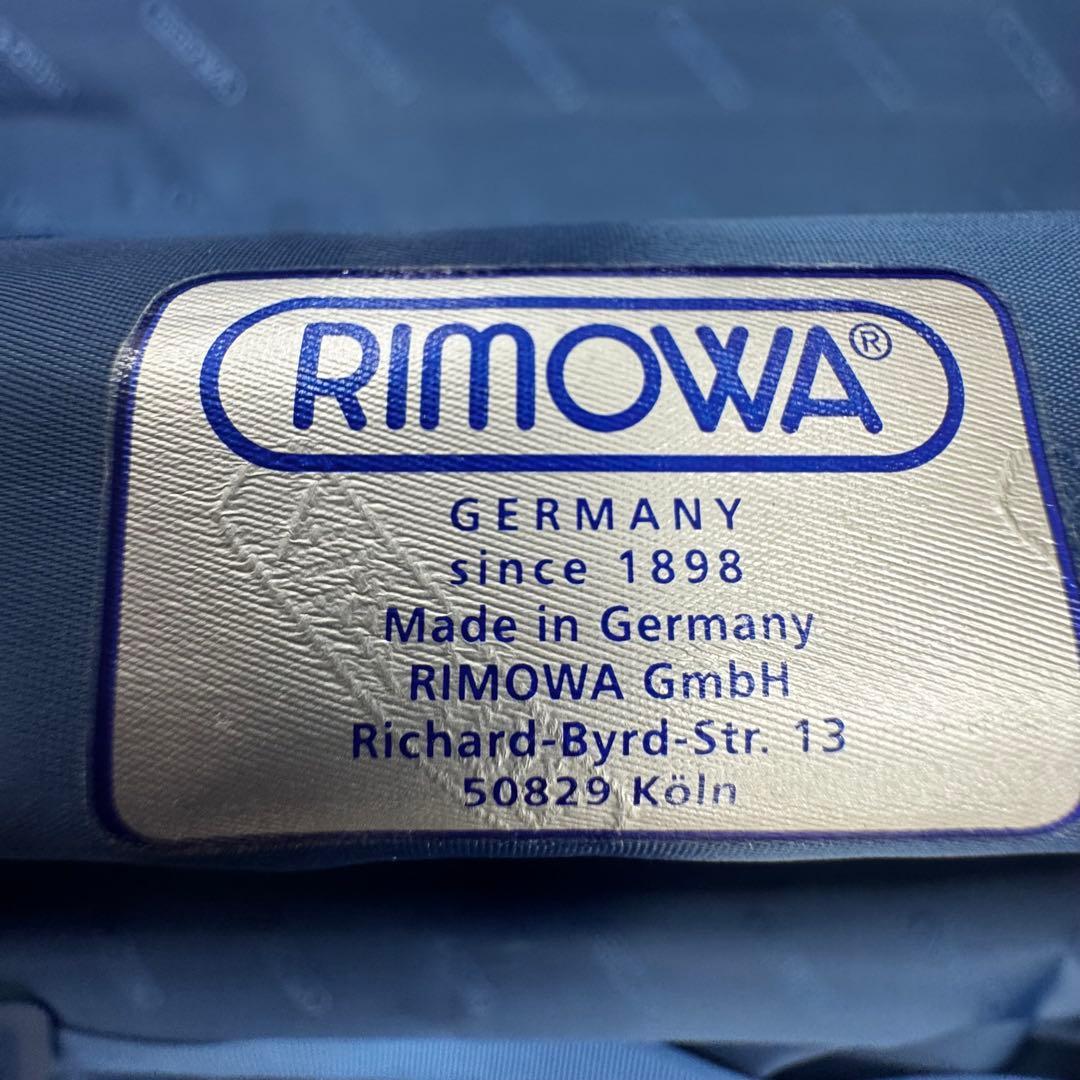 RIMOWA®
GERMANY
since 1898
Made in Germany
RIMOWA GmbH
Richard-Byrd-Str. 13
50829 Köln